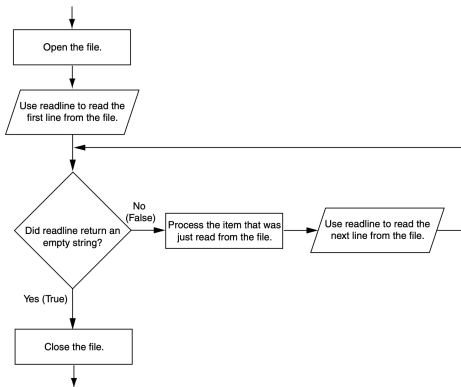 Open the file.
Use readline to read the
first line from the file.
Did readline return an
empty string?
No
(False)
Process the item that was
just read from the file.
Use readline to read the
next line from the file.
Yes (True)
Close the file.